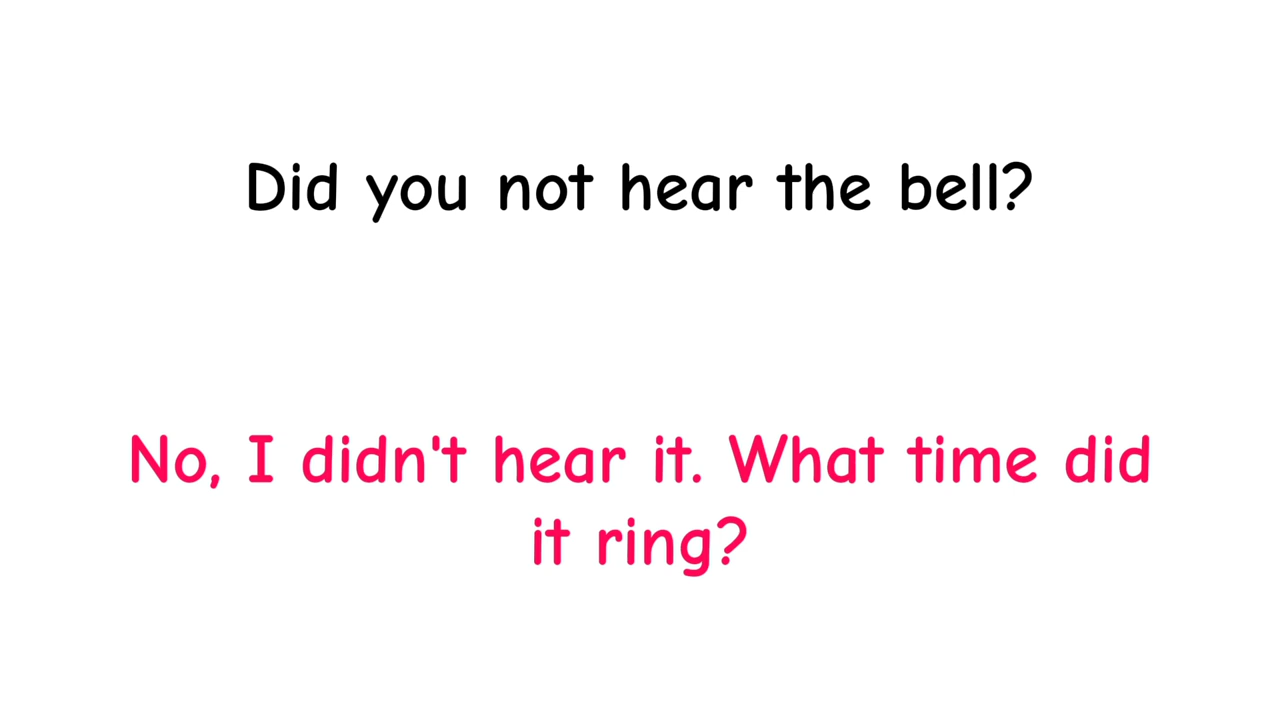 Did you not hear the bell?
No, I didn't hear it. What time did
it ring?